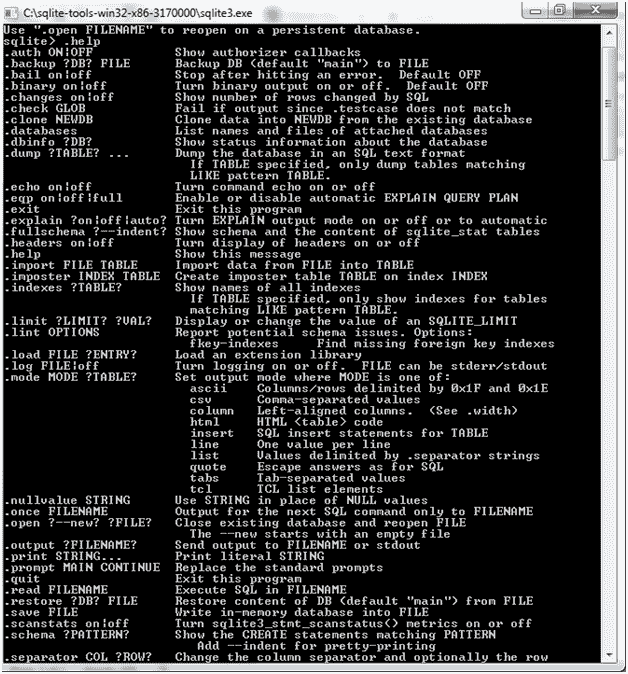 C:\sqlite-tools-win32-x86-3170000\sqlite3.exe
Use ".open FILENAME" to reopen on a persistent database.
sqlite> .help
.auth ON|OFF           Show authorizer callbacks
.backup ?DB? FILE      Backup DB (default "main") to FILE
.bail on|off           Stop after hitting an error.  Default OFF
.binary on|off         Turn binary output on or off.  Default OFF
.changes on|off        Show number of rows changed by SQL
.check GLOB            Fail if output since .testcase does not match
.clone NEWDB           Clone data into NEWDB from the existing database
.databases             List names and files of attached databases
.dbinfo ?DB?           Show status information about the database
.dump ?TABLE? ...      Dump the database in an SQL text format
                         If TABLE specified, only dump tables matching
                         LIKE pattern TABLE.
.echo on|off           Turn command echo on or off
.eqp on|off|full       Enable or disable automatic EXPLAIN QUERY PLAN
.exit                  Exit this program
.explain ?on|off|auto? Turn EXPLAIN output mode on or off or to automatic
.fullschema ?--indent? Show schema and the content of sqlite_stat tables
.headers on|off        Turn display of headers on or off
.help                  Show this message
.import FILE TABLE     Import data from FILE into TABLE
.imposter INDEX TABLE  Create imposter table TABLE on index INDEX
.indexes ?TABLE?       Show names of all indexes
                         If TABLE specified, only show indexes for tables
                         matching LIKE pattern TABLE.
.limit ?LIMIT? ?VAL?   Display or change the value of an SQLITE_LIMIT
.lint OPTIONS          Report potential schema issues. Options:
                         fkey-indexes     Find missing foreign key indexes
.load FILE ?ENTRY?     Load an extension library
.log FILE|off          Turn logging on or off.  FILE can be stderr/stdout
.mode MODE ?TABLE?     Set output mode where MODE is one of:
                         ascii    Columns/rows delimited by 0x1F and 0x1E
                         csv      Comma-separated values
                         column   Left-aligned columns.  (See .width)
                         html     HTML <table> code
                         insert   SQL insert statements for TABLE
                         line     One value per line
                         list     Values delimited by .separator strings
                         quote    Escape answers as for SQL
                         tabs     Tab-separated values
                         tcl      TCL list elements
.nullvalue STRING      Use STRING in place of NULL values
.once FILENAME         Output for the next SQL command only to FILENAME
.open ?--new? ?FILE?   Close existing database and reopen FILE
                         The --new starts with an empty file
.output ?FILENAME?     Send output to FILENAME or stdout
.print STRING...       Print literal STRING
.prompt MAIN CONTINUE  Replace the standard prompts
.quit                  Exit this program
.read FILENAME         Execute SQL in FILENAME
.restore ?DB? FILE     Restore content of DB (default "main") from FILE
.save FILE             Write in-memory database into FILE
.scanstats on|off      Turn sqlite3_stmt_scanstatus() metrics on or off
.schema ?PATTERN?      Show the CREATE statements matching PATTERN
                          Add --indent for pretty-printing
.separator COL ?ROW?   Change the column separator and optionally the row